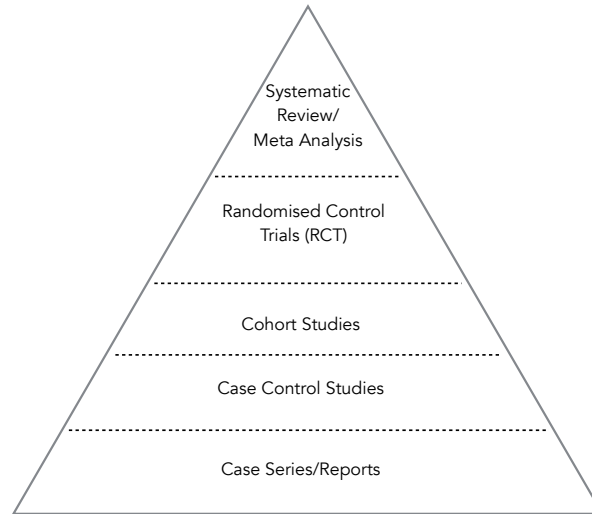 Systematic
Review/
Meta Analysis
Randomised Control
Trials (RCT)
Cohort Studies
Case Control Studies
Case Series/Reports